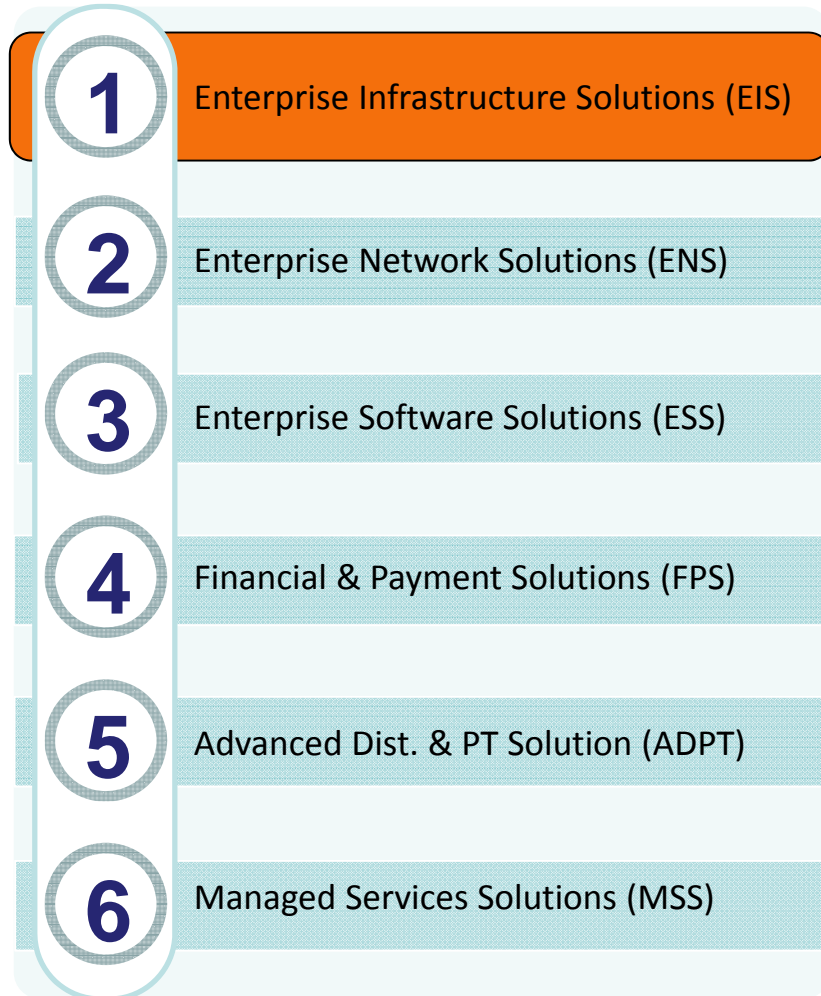 1
Enterprise Infrastructure Solutions (EIS)
2
Enterprise Network Solutions (ENS)
3
Enterprise Software Solutions (ESS)
4
Financial & Payment Solutions (FPS)
5
Advanced Dist. & PT Solution (ADPT)
6
Managed Services Solutions (MSS)